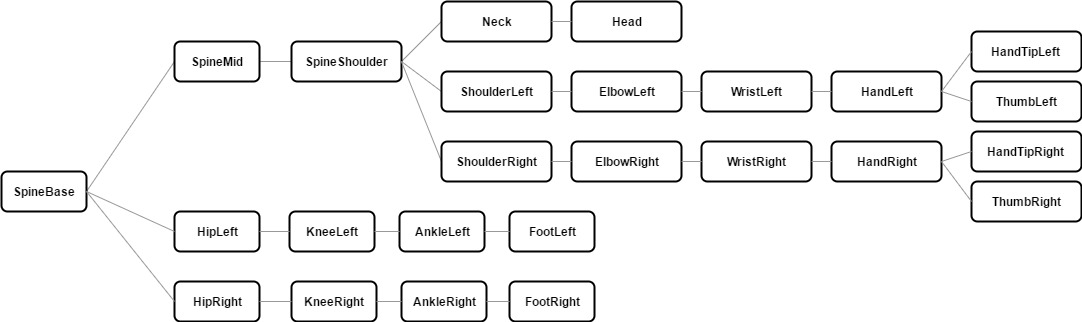 Neck
Head
SpineMid
SpineShoulder
HandTipLeft
ShoulderLeft
ElbowLeft
WristLeft
HandLeft
ThumbLeft
HandTipRight
ShoulderRight
ElbowRight
WristRight
HandRight
SpineBase
ThumbRight
HipLeft
KneeLeft
AnkleLeft
FootLeft
HipRight
KneeRight
AnkleRight
FootRight